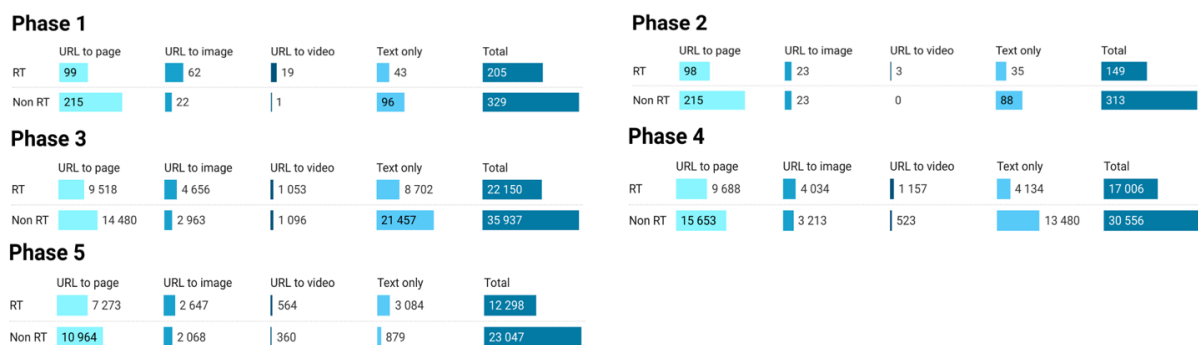 Phase 1
URL to page URL to image URL to video Text only Total
RT 99 62 19 43 205
Non RT 215 22 1 96 329
Phase 2
URL to page URL to image URL to video Text only Total
RT 98 23 3 35 149
Non RT 215 23 0 88 313
Phase 3
URL to page URL to image URL to video Text only Total
RT 9 518 4 656 1 053 8 702 22 150
Non RT 14 480 2 963 1 096 21 457 35 937
Phase 4
URL to page URL to image URL to video Text only Total
RT 9 688 4 034 1 157 4 134 17 006
Non RT 15 653 3 213 523 13 480 30 556
Phase 5
URL to page URL to image URL to video Text only Total
RT 7 273 2 647 564 3 084 12 298
Non RT 10 964 2 068 360 879 23 047